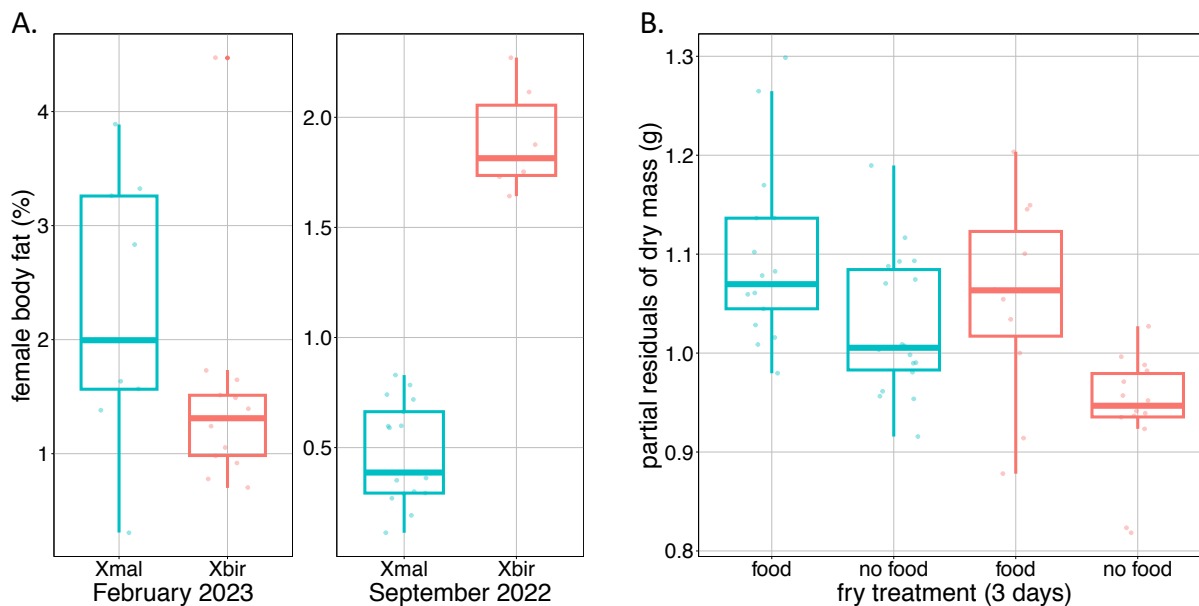 A.
female body fat (%)
4
3
2
1
Xmal Xbir
February 2023
2.0
1.5
1.0
0.5
Xmal Xbir
September 2022
B.
partial residuals of dry mass (g)
1.3
1.2
1.1
1.0
0.9
0.8
food no food food no food
fry treatment (3 days)